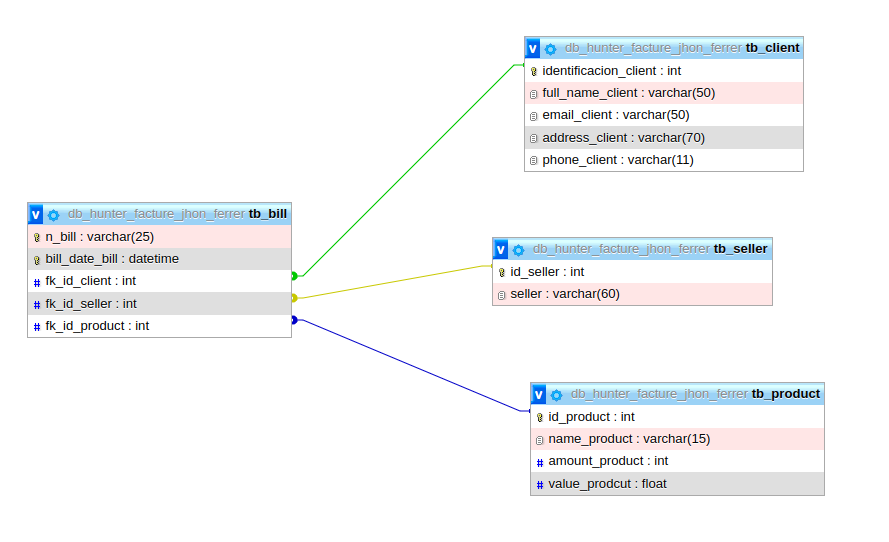 v db_hunter_facture_jhon_ferrer tb_client
identificacion_client : int
full_name_client : varchar(50)
email_client : varchar(50)
address_client : varchar(70)
phone_client : varchar(11)
v db_hunter_facture_jhon_ferrer tb_bill
n_bill : varchar(25)
bill_date_bill : datetime
# fk_id_client : int
# fk_id_seller : int
# fk_id_product : int
v db_hunter_facture_jhon_ferrer tb_seller
id_seller : int
seller : varchar(60)
v db_hunter_facture_jhon_ferrer tb_product
id_product : int
name_product : varchar(15)
# amount_product : int
# value_prodcut : float